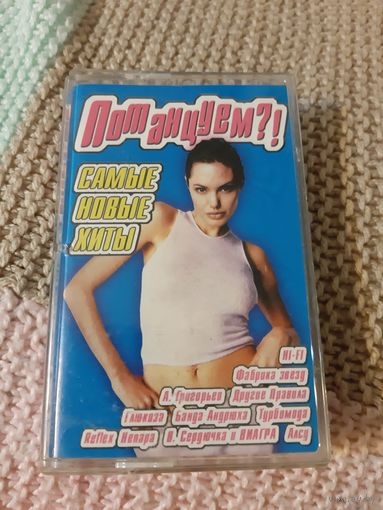 Потанцуем?!
САМЫЕ
НОВЫЕ
ХИТЫ
HI-FI
Фабрика звезд
А. Григорьев Другие Правила
Глюкоза Банда Андрюха Турбомода
Reflex Непара В. Сердючка и ВИАГРА Алсу